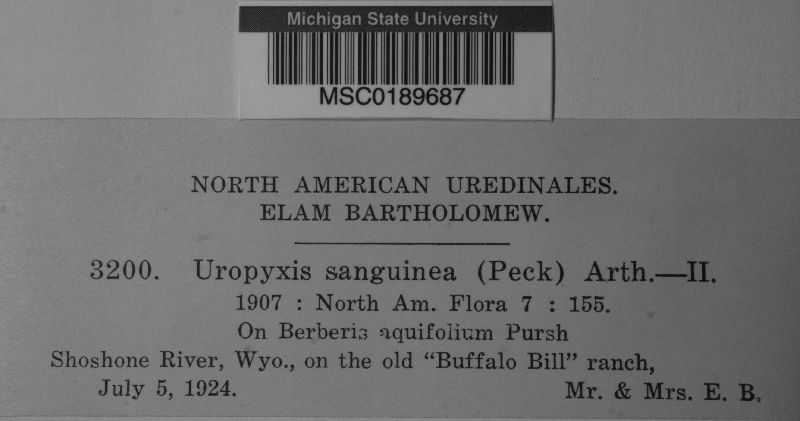 Michigan State University
MSC0189687
NORTH AMERICAN UREDINALES.
ELAM BARTHOLOMEW.
3200. Uropyxis sanguinea (Peck) Arth.—II.
1907 : North Am. Flora 7 : 155.
On Berberis aquifolium Pursh
Shoshone River, Wyo., on the old “Buffalo Bill” ranch,
July 5, 1924. Mr. & Mrs. E. B.